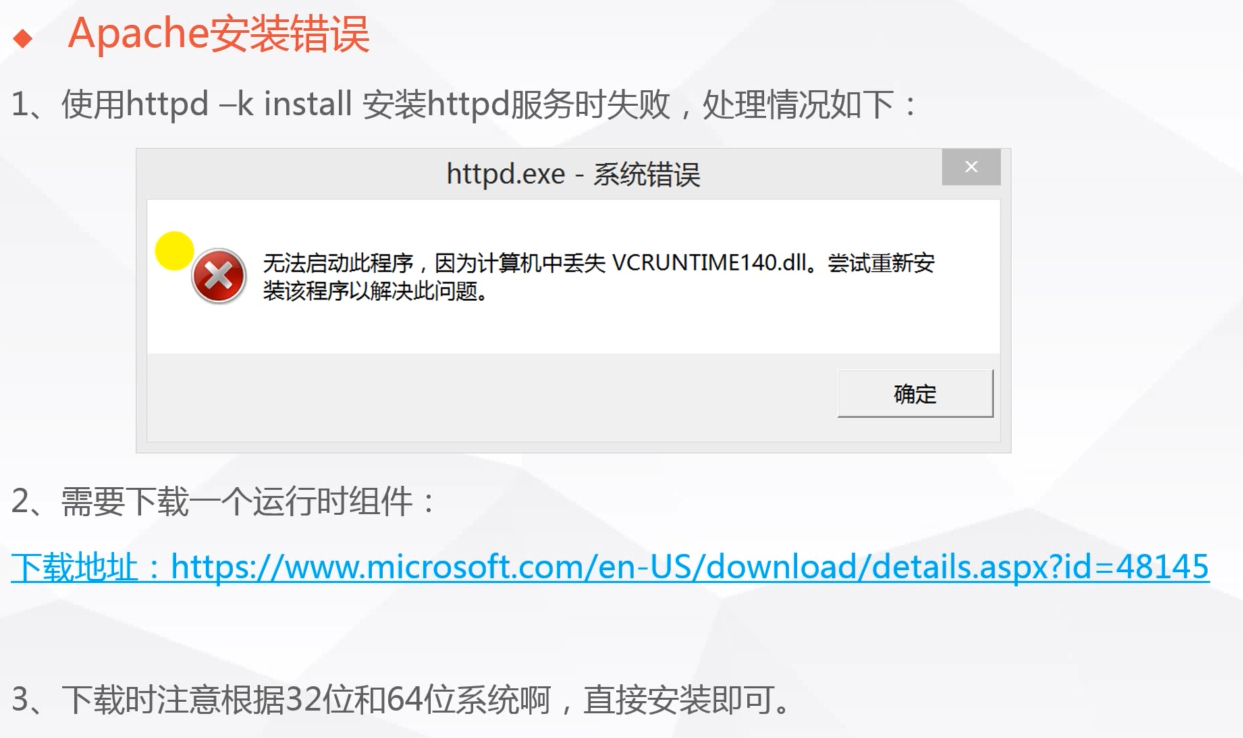 Apache安装错误
1、使用httpd –k install 安装httpd服务时失败，处理情况如下：
httpd.exe - 系统错误
无法启动此程序，因为计算机中丢失 VCRUNTIME140.dll。尝试重新安
装该程序以解决此问题。
确定
2、需要下载一个运行时组件：
下载地址：https://www.microsoft.com/en-US/download/details.aspx?id=48145
3、下载时注意根据32位和64位系统啊，直接安装即可。